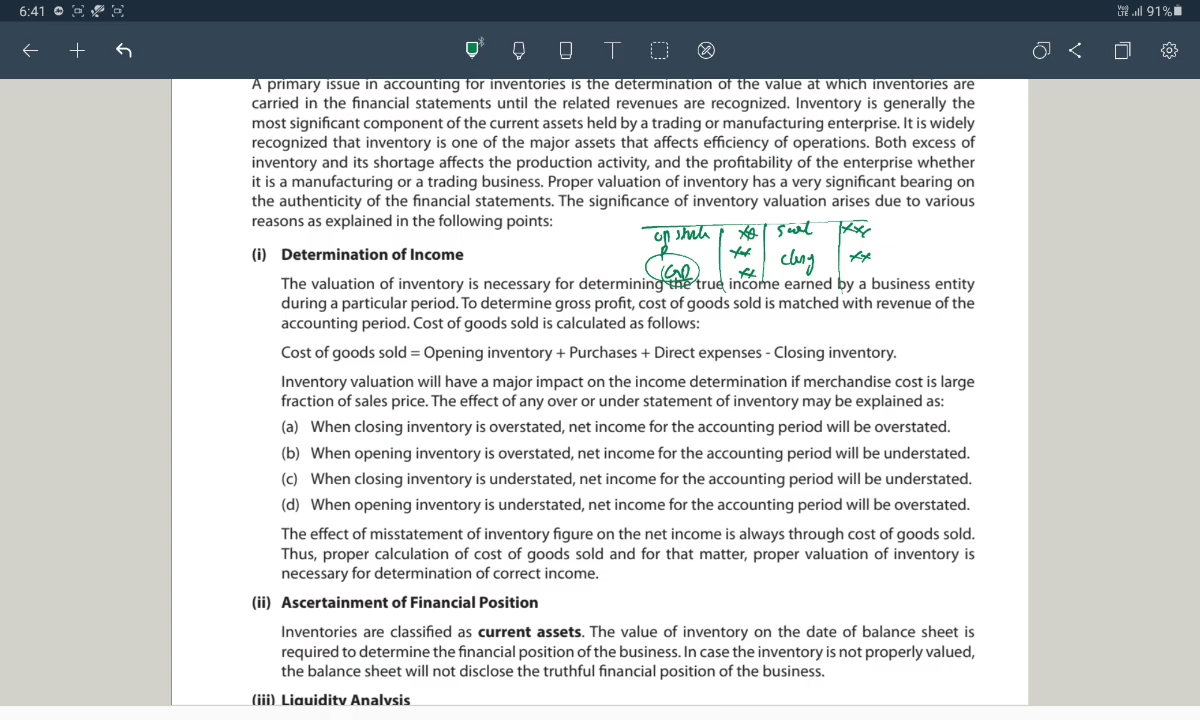 6:41 91%
A primary issue in accounting for inventories is the determination of the value at which inventories are
carried in the financial statements until the related revenues are recognized. Inventory is generally the
most significant component of the current assets held by a trading or manufacturing enterprise. It is widely
recognized that inventory is one of the major assets that affects efficiency of operations. Both excess of
inventory and its shortage affects the production activity, and the profitability of the enterprise whether
it is a manufacturing or a trading business. Proper valuation of inventory has a very significant bearing on
the authenticity of the financial statements. The significance of inventory valuation arises due to various
reasons as explained in the following points:
op stock xx xxx
P xx xx
GP xx
(i) Determination of Income
The valuation of inventory is necessary for determining the true income earned by a business entity
during a particular period. To determine gross profit, cost of goods sold is matched with revenue of the
accounting period. Cost of goods sold is calculated as follows:
Cost of goods sold = Opening inventory + Purchases + Direct expenses - Closing inventory.
Inventory valuation will have a major impact on the income determination if merchandise cost is large
fraction of sales price. The effect of any over or under statement of inventory may be explained as:
(a) When closing inventory is overstated, net income for the accounting period will be overstated.
(b) When opening inventory is overstated, net income for the accounting period will be understated.
(c) When closing inventory is understated, net income for the accounting period will be understated.
(d) When opening inventory is understated, net income for the accounting period will be overstated.
The effect of misstatement of inventory figure on the net income is always through cost of goods sold.
Thus, proper calculation of cost of goods sold and for that matter, proper valuation of inventory is
necessary for determination of correct income.
(ii) Ascertainment of Financial Position
Inventories are classified as current assets. The value of inventory on the date of balance sheet is
required to determine the financial position of the business. In case the inventory is not properly valued,
the balance sheet will not disclose the truthful financial position of the business.
(iii) Liquidity Analysis